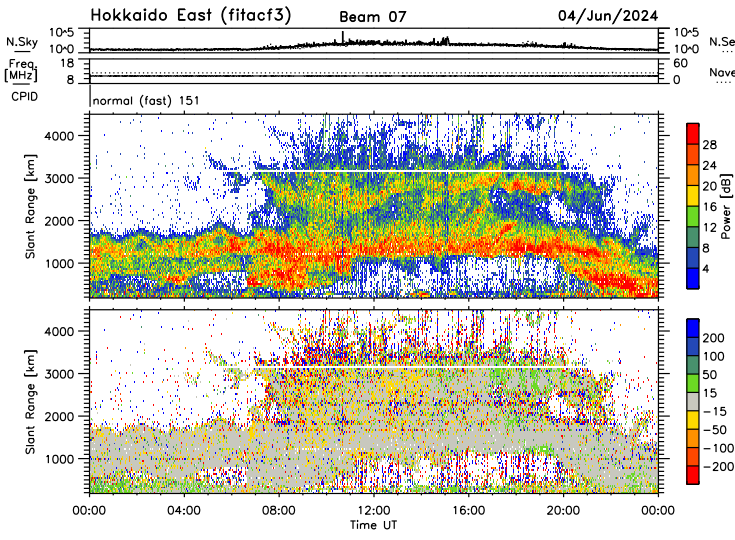 Hokkaido East (fitacf3) Beam 07 04/Jun/2024
N.Sky 10^5 10^0 10^5 10^0 N.Se
Freq. [MHz] 18 8 60 0 Nave
CPID normal (fast) 151
Slant Range [km] 4000 3000 2000 1000
Power [dB] 28 24 20 16 12 8 4
Slant Range [km] 4000 3000 2000 1000
200 100 50 15 -15 -50 -100 -200
00:00 04:00 08:00 12:00 16:00 20:00 00:00
Time UT